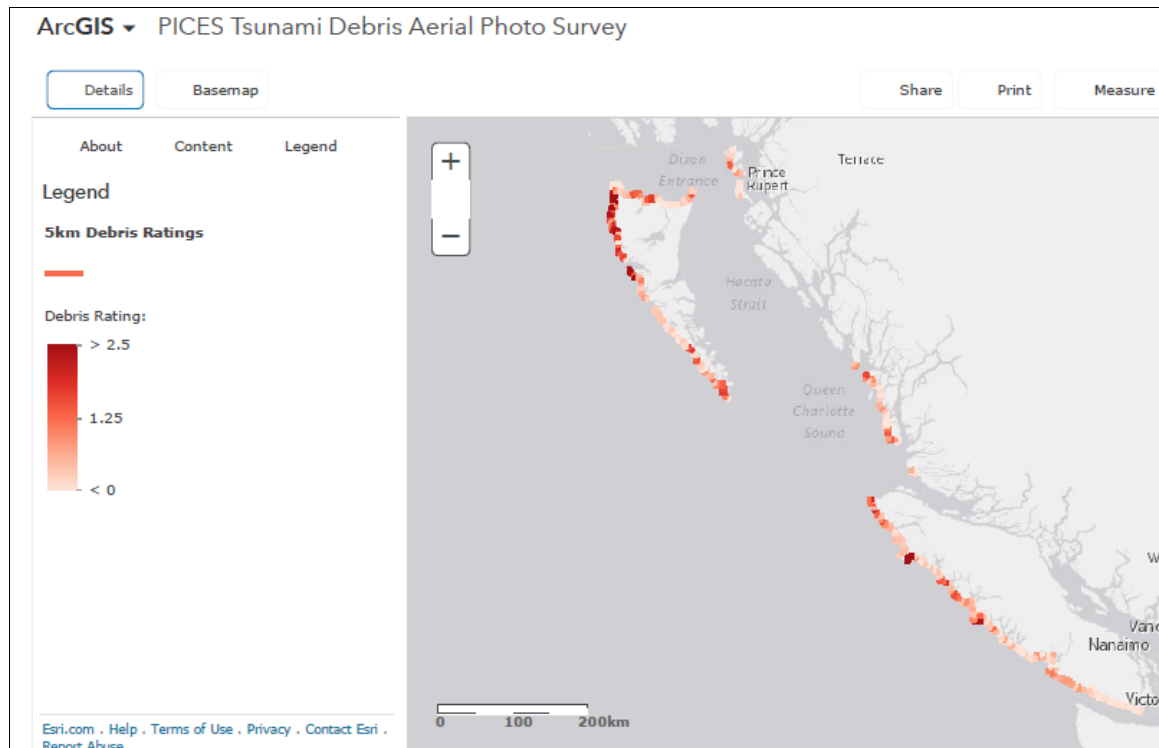 ArcGIS PICES Tsunami Debris Aerial Photo Survey
Details Basemap Share Print Measure
About Content Legend
Legend
5km Debris Ratings
Debris Rating:
> 2.5
1.25
< 0
+
−
Dixon
Entrance
Prince
Rupert
Terrace
Hecate
Strait
Queen
Charlotte
Sound
W
Vanc
Nanaimo
Victo
0 100 200km
Esri.com . Help . Terms of Use . Privacy . Contact Esri .
Report Abuse